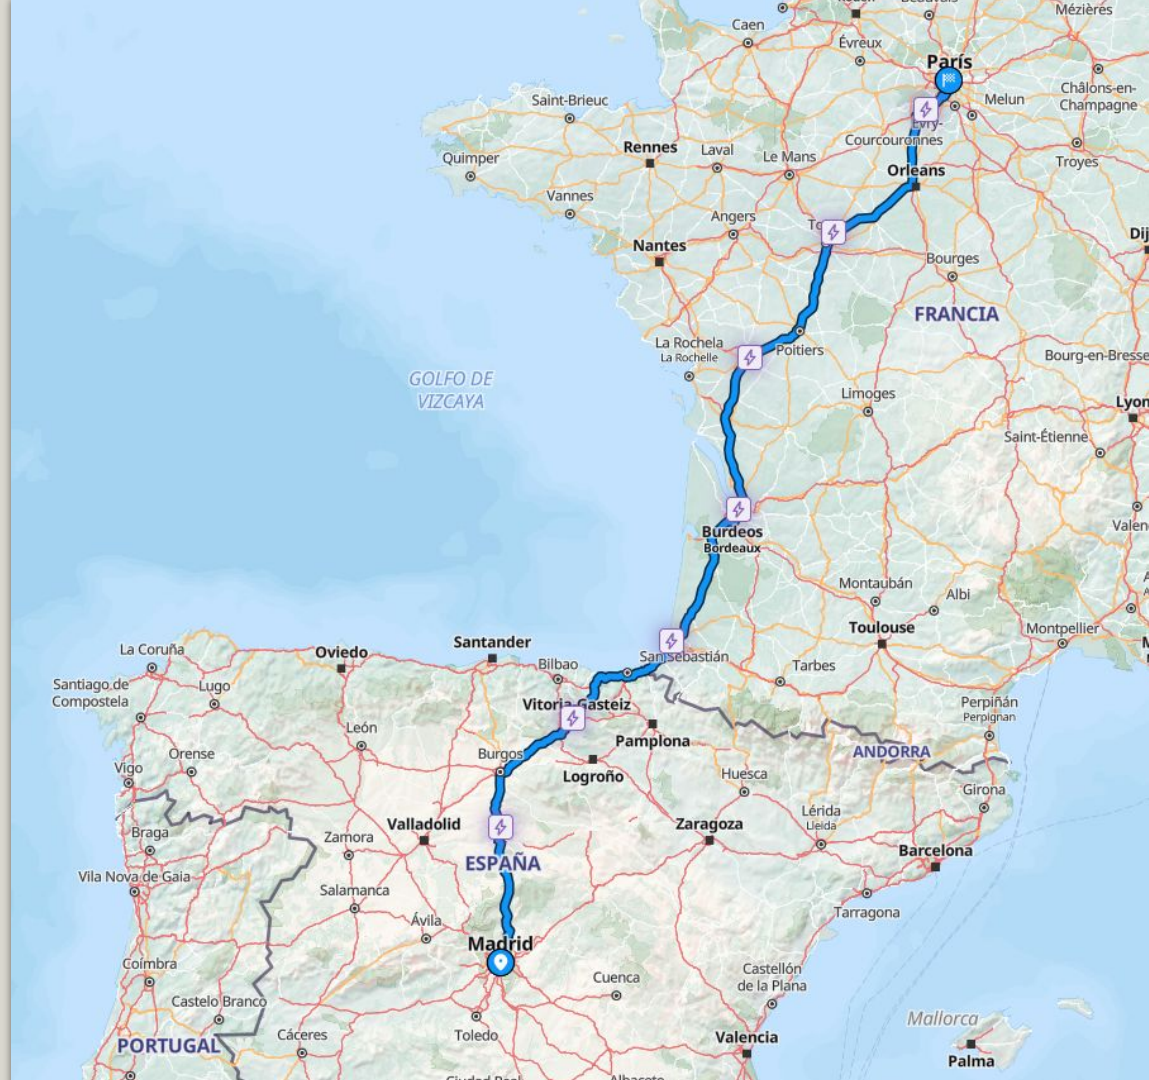 Caen
Évreux
París
Mézières
Châlons-en-
Champagne
Melun
Saint-Brieuc
Évry-
Courcouronnes
Troyes
Quimper
Rennes
Laval
Le Mans
Orleans
Vannes
Angers
Nantes
Bourges
FRANCIA
La Rochela
La Rochelle
Poitiers
Bourg-en-Bresse
GOLFO DE
VIZCAYA
Limoges
Lyon
Saint-Étienne
Burdeos
Bordeaux
Montaubán
Albi
Toulouse
Montpellier
La Coruña
Oviedo
Santander
Bilbao
San Sebastián
Tarbes
Santiago de
Compostela
Lugo
Vitoria-Gasteiz
Perpiñán
Perpignan
León
Pamplona
ANDORRA
Orense
Burgos
Logroño
Huesca
Vigo
Girona
Braga
Zamora
Valladolid
Zaragoza
Lérida
Lleida
Barcelona
ESPAÑA
Vila Nova de Gaia
Salamanca
Tarragona
Ávila
Madrid
Coímbra
Cuenca
Castellón
de la Plana
Castelo Branco
Mallorca
Cáceres
Toledo
Valencia
PORTUGAL
Palma